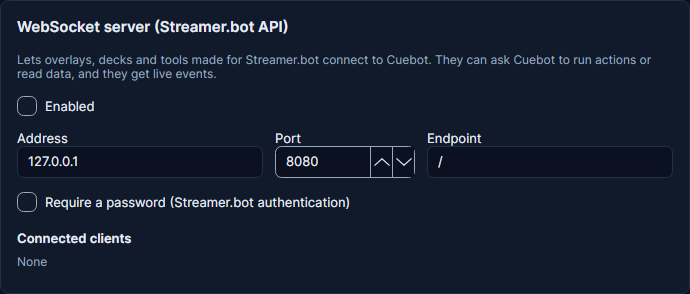 WebSocket server (Streamer.bot API)
Lets overlays, decks and tools made for Streamer.bot connect to Cuebot. They can ask Cuebot to run actions or
read data, and they get live events.
Enabled
Address Port Endpoint
127.0.0.1 8080 /
Require a password (Streamer.bot authentication)
Connected clients
None